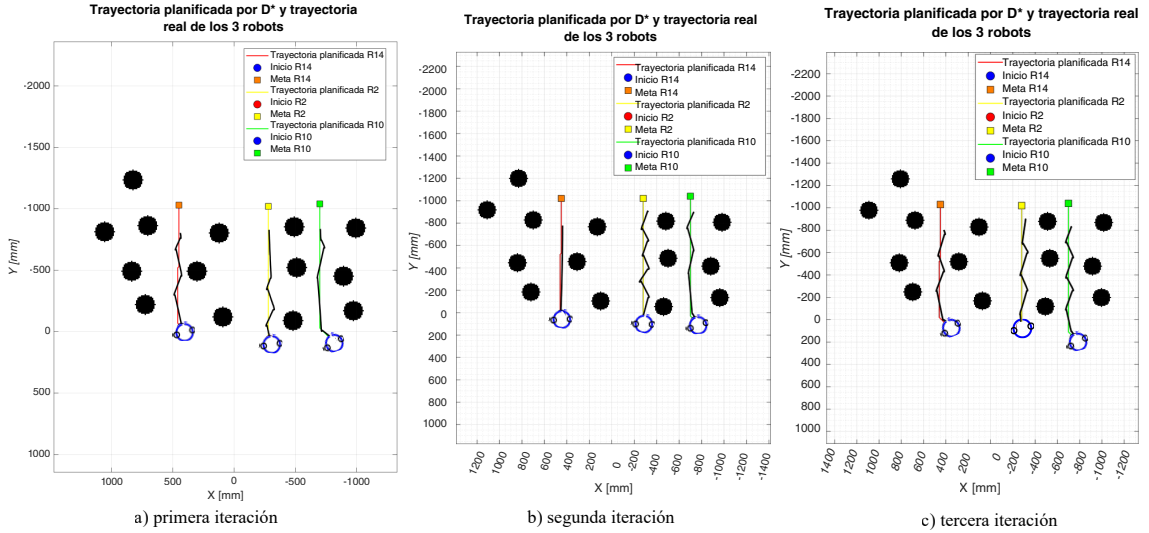 Trayectoria planificada por D* y trayectoria
real de los 3 robots
Trayectoria planificada R14
Inicio R14
Meta R14
Trayectoria planificada R2
Inicio R2
Meta R2
Trayectoria planificada R10
Inicio R10
Meta R10
-2000
-1500
-1000
-500
0
500
1000
Y [mm]
1000 500 0 -500 -1000
X [mm]
a) primera iteración
Trayectoria planificada por D* y trayectoria real
de los 3 robots
Trayectoria planificada R14
Inicio R14
Meta R14
Trayectoria planificada R2
Inicio R2
Meta R2
Trayectoria planificada R10
Inicio R10
Meta R10
-2200
-2000
-1800
-1600
-1400
-1200
-1000
-800
-600
-400
-200
0
200
400
600
800
1000
Y [mm]
1200 1000 800 600 400 200 0 -200 -400 -600 -800 -1000 -1200 -1400
X [mm]
b) segunda iteración
Trayectoria planificada por D* y trayectoria real
de los 3 robots
Trayectoria planificada R14
Inicio R14
Meta R14
Trayectoria planificada R2
Inicio R2
Meta R2
Trayectoria planificada R10
Inicio R10
Meta R10
-2200
-2000
-1800
-1600
-1400
-1200
-1000
-800
-600
-400
-200
0
200
400
600
800
1000
Y [mm]
1400 1200 1000 800 600 400 200 0 -200 -400 -600 -800 -1000 -1200
X [mm]
c) tercera iteración